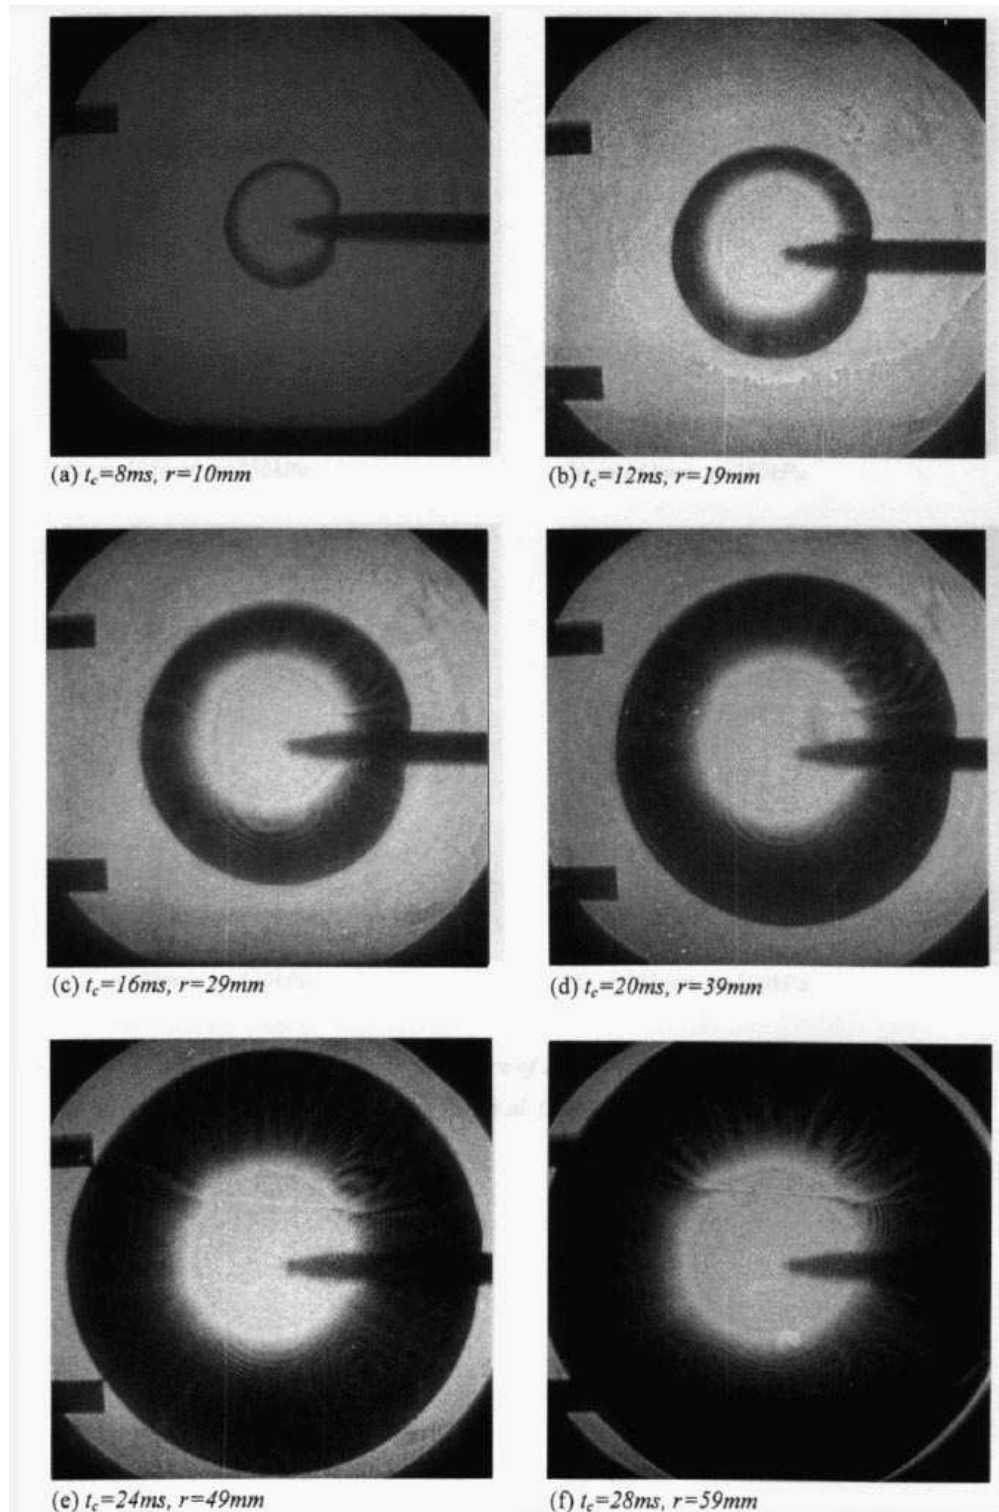 (a) t_c=8ms, r=10mm
(b) t_c=12ms, r=19mm
(c) t_c=16ms, r=29mm
(d) t_c=20ms, r=39mm
(e) t_c=24ms, r=49mm
(f) t_c=28ms, r=59mm